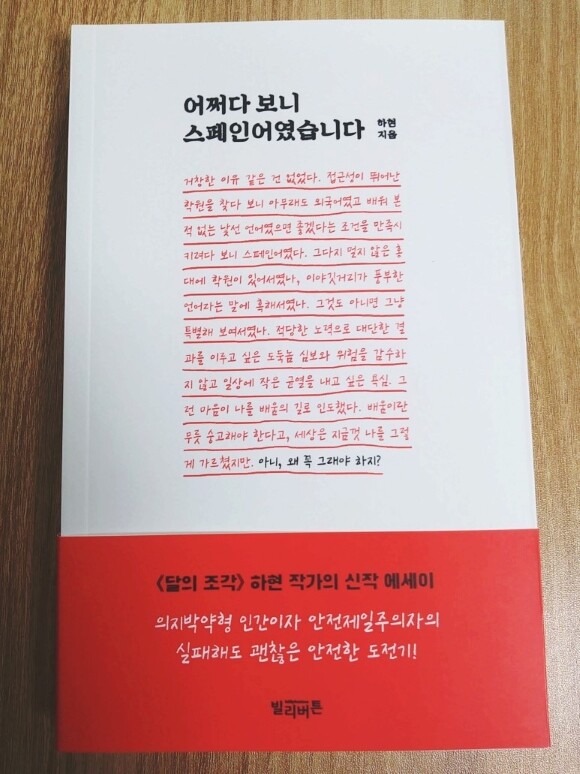 어쩌다 보니
스페인어였습니다
하현
지음
거창한 이유 같은 건 없었다. 접근성이 뛰어난
학원을 찾다 보니 아무래도 외국어였고 배워 본
적 없는 낯선 언어였으면 좋겠다는 조건을 만족시
키려다 보니 스페인어였다. 그다지 멀지 않은 홍
대에 학원이 있어서였나, 이야깃거리가 풍부한
언어라는 말에 혹해서였나. 그것도 아니면 그냥
특별해 보여서였나. 적당한 노력으로 대단한 결
과를 이루고 싶은 도둑놈 심보와 위험을 감수하
지 않고 일상에 작은 균열을 내고 싶은 욕심. 그
런 마음이 나를 배움의 길로 인도했다. 배움이란
무릇 숭고해야 한다고, 세상은 지금껏 나를 그렇
게 가르쳤지만. 아니, 왜 꼭 그래야 하지?
《달의 조각》 하현 작가의 신작 에세이
의지박약형 인간이자 안전제일주의자의
실패해도 괜찮은 안전한 도전기!
빌리버튼